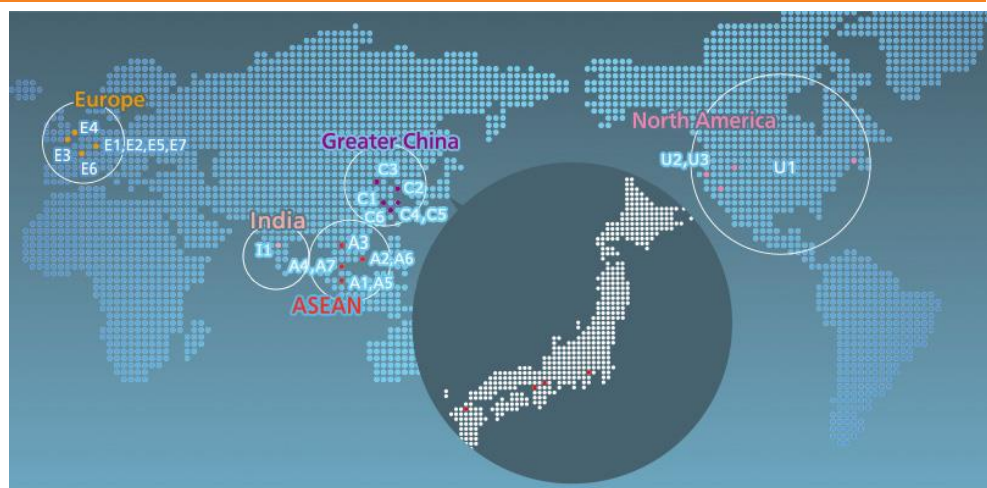 Europe
E4
E1,E2,E5,E7
E3
E6
Greater China
C3
C2
C1
C4,C5
C6
India
I1
A3
A2,A6
A4,A7
A1,A5
ASEAN
North America
U2,U3
U1